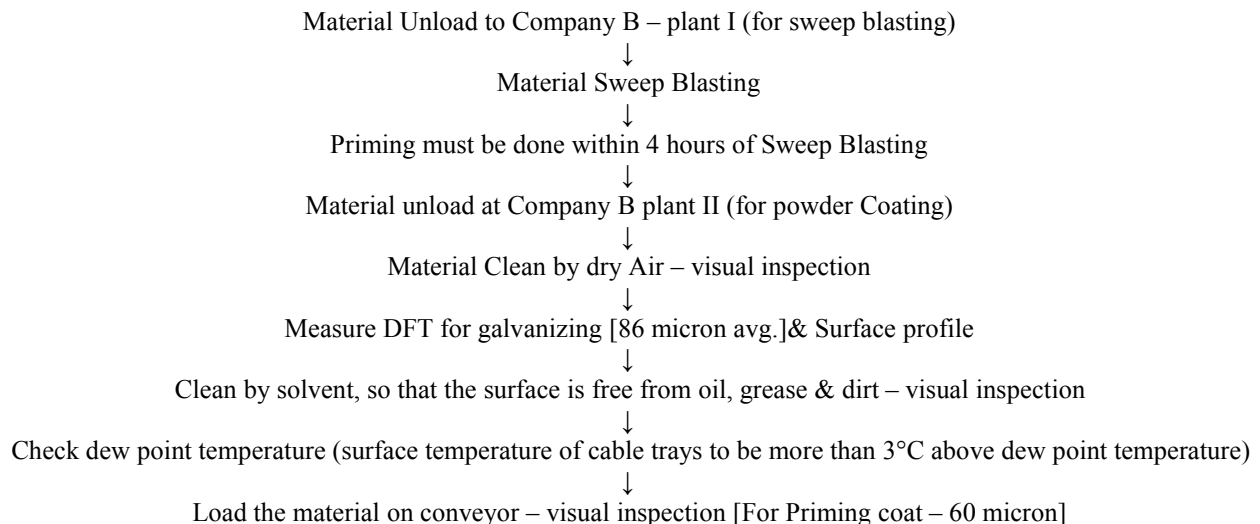 Material Unload to Company B – plant I (for sweep blasting)
↓
Material Sweep Blasting
↓
Priming must be done within 4 hours of Sweep Blasting
↓
Material unload at Company B plant II (for powder Coating)
↓
Material Clean by dry Air – visual inspection
↓
Measure DFT for galvanizing [86 micron avg.]& Surface profile
↓
Clean by solvent, so that the surface is free from oil, grease & dirt – visual inspection
↓
Check dew point temperature (surface temperature of cable trays to be more than 3°C above dew point temperature)
↓
Load the material on conveyor – visual inspection [For Priming coat – 60 micron]